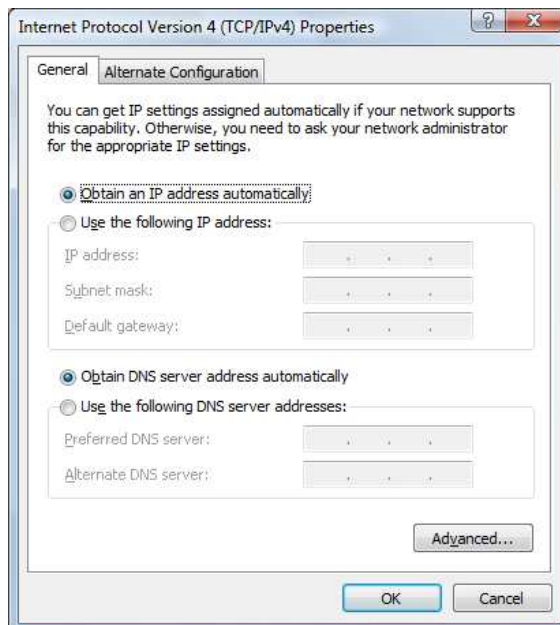 Internet Protocol Version 4 (TCP/IPv4) Properties
General
Alternate Configuration
You can get IP settings assigned automatically if your network supports
this capability. Otherwise, you need to ask your network administrator
for the appropriate IP settings.
Obtain an IP address automatically
Use the following IP address:
IP address:
Subnet mask:
Default gateway:
Obtain DNS server address automatically
Use the following DNS server addresses:
Preferred DNS server:
Alternate DNS server:
Advanced...
OK
Cancel